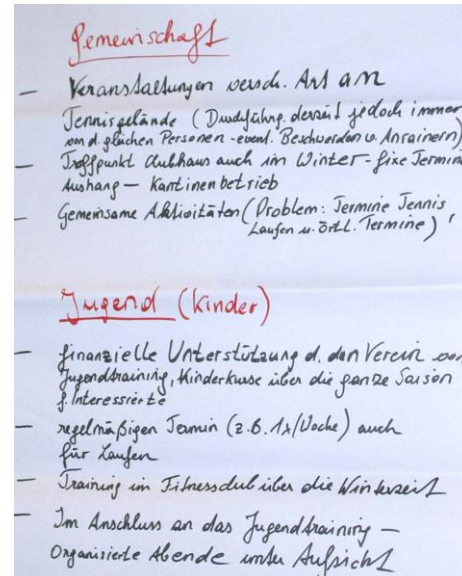 Gemeinschaft
— Veranstaltungen versch. Art am
Tennisgelände (Durchführg. derzeit jedoch immer
von d. gleichen Personen - event. Beschwerden v. Anrainern)
— Treffpunkt Clubhaus auch im Winter - fixe Termine
Aushang — Kantinenbetrieb
— Gemeinsame Aktivitäten (Problem: Termine Tennis
Laufen u. örtl. Termine)
Jugend (Kinder)
— finanzielle Unterstützung d. den Verein von
Jugendtraining, Kinderkurse über die ganze Saison
f. Interessierte
— regelmäßigen Termin (z.B. 1x/Woche) auch
für Laufen
— Training im Fitnessclub über die Winterzeit
— Im Anschluss an das Jugendtraining —
Organisierte Abende unter Aufsicht